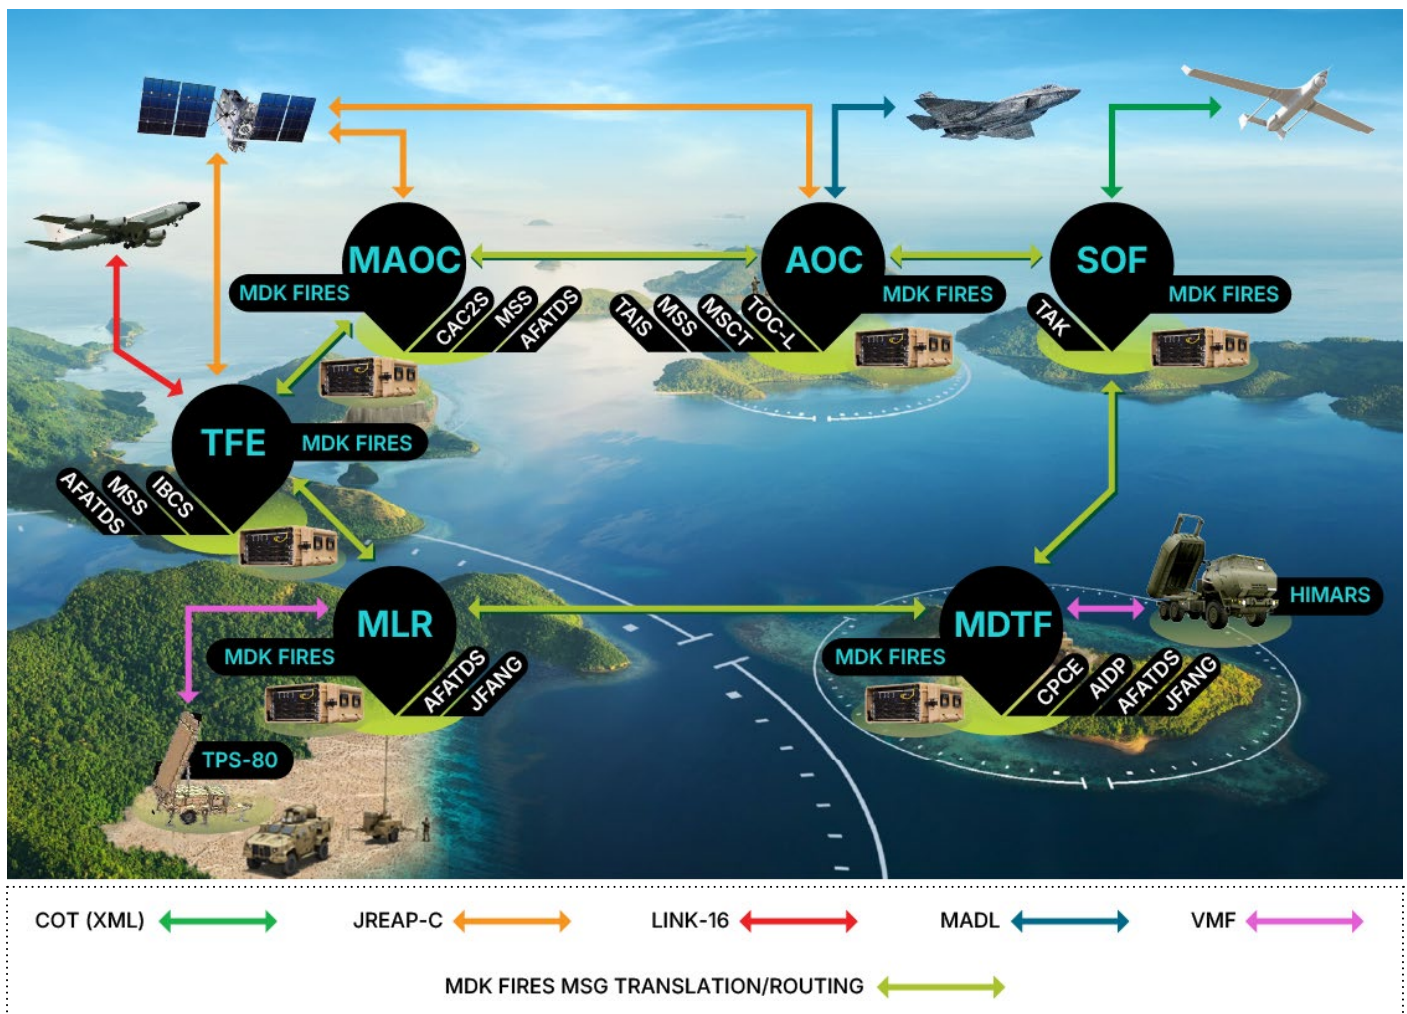 MAOC
MDK FIRES
CAC2S
MSS
AFATDS
AOC
MDK FIRES
TAIS
MSS
MSCT
TOC-L
SOF
MDK FIRES
TAK
TFE
MDK FIRES
AFATDS
MSS
IBCS
MLR
MDK FIRES
AFATDS
JFANG
MDTF
MDK FIRES
CPCE
AIDP
AFATDS
JFANG
HIMARS
TPS-80
COT (XML)
JREAP-C
LINK-16
MADL
VMF
MDK FIRES MSG TRANSLATION/ROUTING